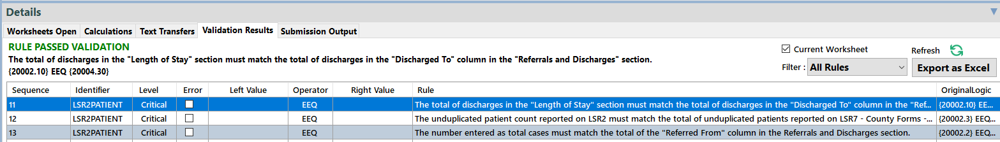 Details
Worksheets Open Calculations Text Transfers Validation Results Submission Output
RULE PASSED VALIDATION
The total of discharges in the "Length of Stay" section must match the total of discharges in the "Discharged To" column in the "Referrals and Discharges" section.
{20002.10} EEQ {20004.30}
Current Worksheet Refresh
Filter : All Rules Export as Excel
Sequence Identifier Level Error Left Value Operator Right Value Rule OriginalLogic
11 LSR2PATIENT Critical EEQ The total of discharges in the "Length of Stay" section must match the total of discharges in the "Discharged To" column in the "Ref... {20002.10} EE...
12 LSR2PATIENT Critical EEQ The unduplicated patient count reported on LSR2 must match the total of unduplicated patients reported on LSR7 - County Forms -... {20002.3} EEQ...
13 LSR2PATIENT Critical EEQ The number entered as total cases must match the total of the "Referred From" column in the Referrals and Discharges section. {20002.2} EEQ...